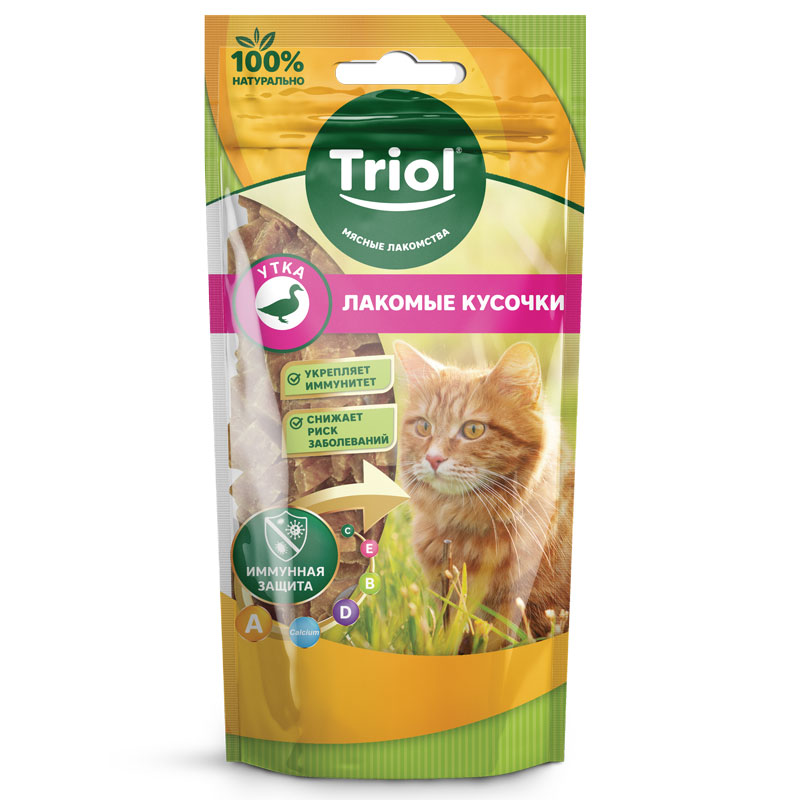 100%
НАТУРАЛЬНО
Triol®
МЯСНЫЕ ЛАКОМСТВА
УТКА
ЛАКОМЫЕ КУСОЧКИ
УКРЕПЛЯЕТ
ИММУНИТЕТ
СНИЖАЕТ
РИСК
ЗАБОЛЕВАНИЙ
ИММУННАЯ
ЗАЩИТА
C
E
B
D
Calcium
A